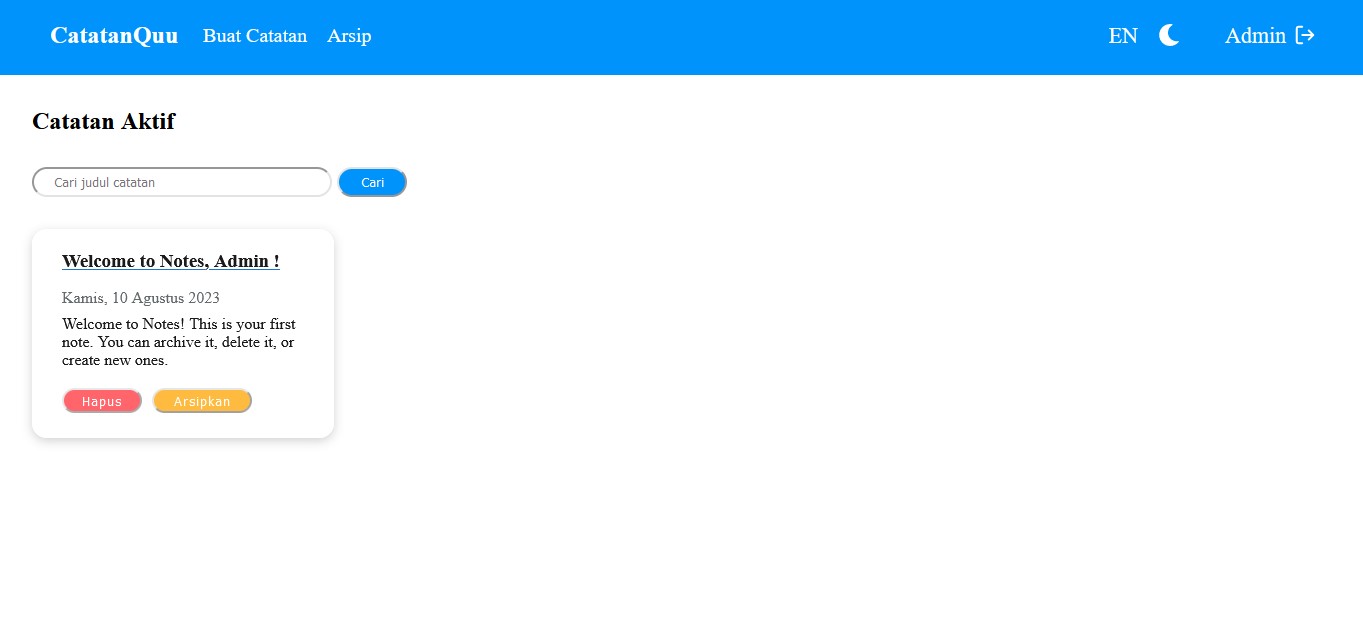 CatatanQuu Buat Catatan Arsip EN Admin
Catatan Aktif
Cari judul catatan Cari
Welcome to Notes, Admin !
Kamis, 10 Agustus 2023
Welcome to Notes! This is your first
note. You can archive it, delete it, or
create new ones.
Hapus Arsipkan